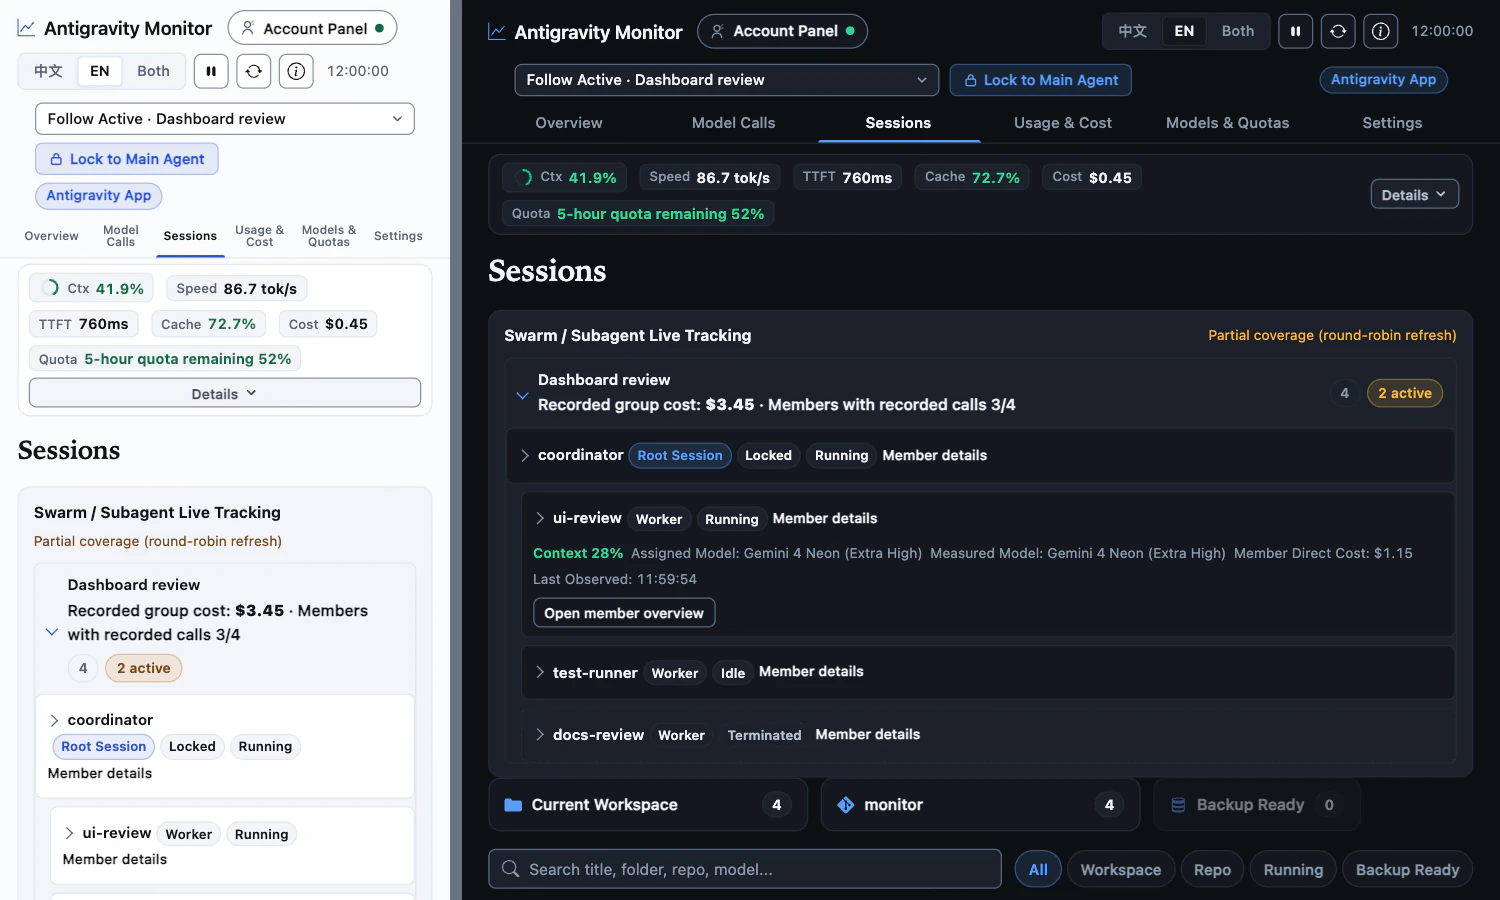 Antigravity Monitor Account Panel
中文 EN Both 12:00:00
Follow Active · Dashboard review
Lock to Main Agent
Antigravity App
Overview Model Calls Sessions Usage & Cost Models & Quotas Settings
Ctx 41.9% Speed 86.7 tok/s
TTFT 760ms Cache 72.7% Cost $0.45
Quota 5-hour quota remaining 52%
Details
Sessions
Swarm / Subagent Live Tracking
Partial coverage (round-robin refresh)
Dashboard review
Recorded group cost: $3.45 · Members
with recorded calls 3/4
4 2 active
coordinator
Root Session Locked Running
Member details
ui-review Worker Running
Member details
Antigravity Monitor Account Panel 中文 EN Both 12:00:00
Follow Active · Dashboard review Lock to Main Agent Antigravity App
Overview Model Calls Sessions Usage & Cost Models & Quotas Settings
Ctx 41.9% Speed 86.7 tok/s TTFT 760ms Cache 72.7% Cost $0.45
Quota 5-hour quota remaining 52%
Details
Sessions
Swarm / Subagent Live Tracking Partial coverage (round-robin refresh)
Dashboard review
Recorded group cost: $3.45 · Members with recorded calls 3/4
4 2 active
coordinator Root Session Locked Running Member details
ui-review Worker Running Member details
Context 28% Assigned Model: Gemini 4 Neon (Extra High) Measured Model: Gemini 4 Neon (Extra High) Member Direct Cost: $1.15
Last Observed: 11:59:54
Open member overview
test-runner Worker Idle Member details
docs-review Worker Terminated Member details
Current Workspace 4 monitor 4 Backup Ready 0
Search title, folder, repo, model... All Workspace Repo Running Backup Ready